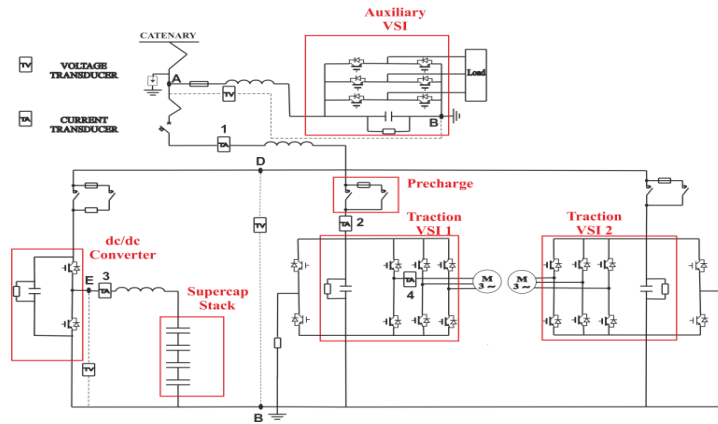 Auxiliary
VSI
CATENARY
TV
VOLTAGE
TRANSDUCER
A
TV
Load
TA
CURRENT
TRANSDUCER
B
1
TA
D
Precharge
TV
TA
2
dc/dc
Converter
Traction
VSI 1
Traction
VSI 2
E
3
TA
TA
4
M
3~
M
3~
Supercap
Stack
TV
B